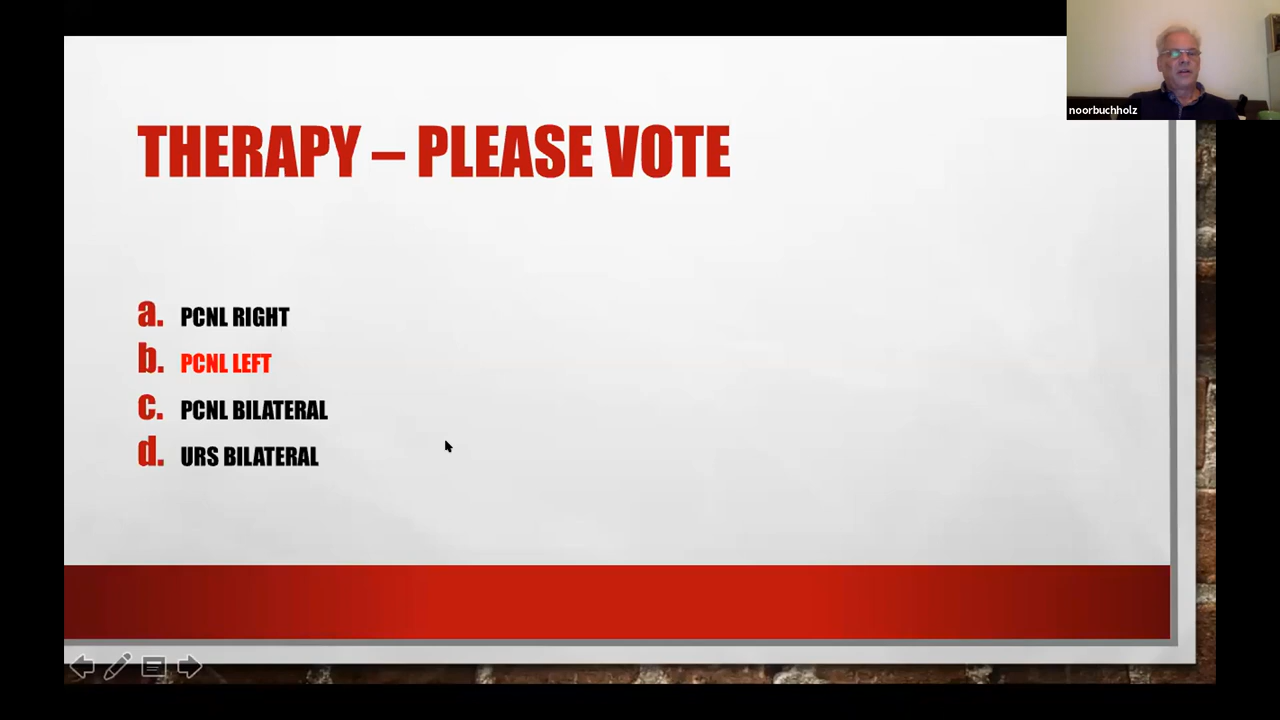 noorbuchholz
THERAPY – PLEASE VOTE
a. PCNL RIGHT
b. PCNL LEFT
c. PCNL BILATERAL
d. URS BILATERAL